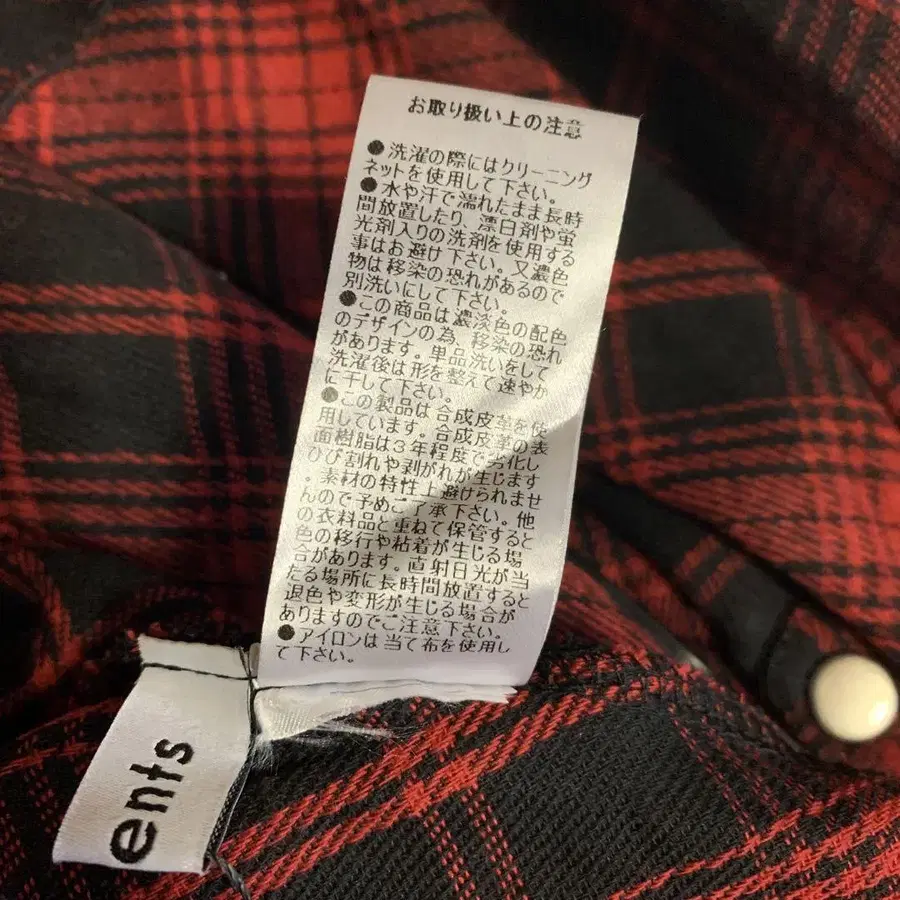 お取り扱い上の注意
●洗濯の際にはクリーニング
ネットを使用して下さい。
●水や汗で濡れたまま長時
間放置したり 漂白剤や蛍
光剤入りの洗剤を使用する
事はお避け下さい。又濃色
物は移染の恐れがあるので
別洗いにして下さい。
●この商品は濃淡色の配色
のデザインの為、移染の恐れ
があります。単品洗いをして
洗濯後は形を整えて速やか
に干して下さい。
●この製品は合成皮革を使
用しています。合成皮革の表
面樹脂は3年程度で劣化し
ひび割れや剥がれが生じます
。素材の特性上避けられませ
んので予めご了承下さい。他
の衣料品と重ねて保管すると
色の移行や粘着が生じる場
合があります。直射日光が当
たる場所に長時間放置すると
退色や変形が生じる場合が
ありますのでご注意下さい。
●アイロンは当て布を使用し
て下さい。
ents